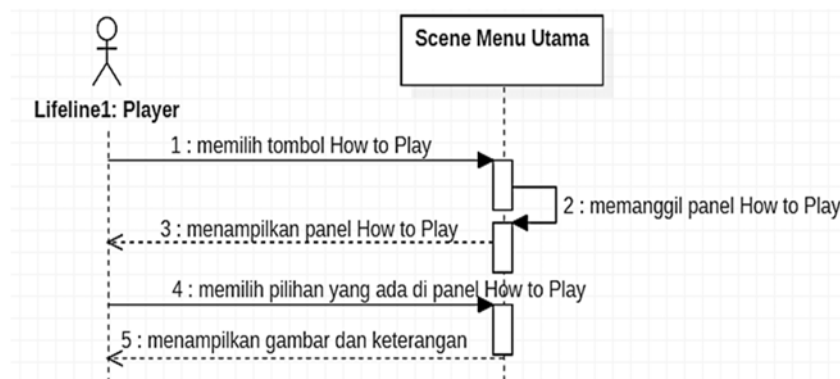 Scene Menu Utama
Lifeline1: Player
1 : memilih tombol How to Play
2 : memanggil panel How to Play
3 : menampilkan panel How to Play
4 : memilih pilihan yang ada di panel How to Play
5 : menampilkan gambar dan keterangan